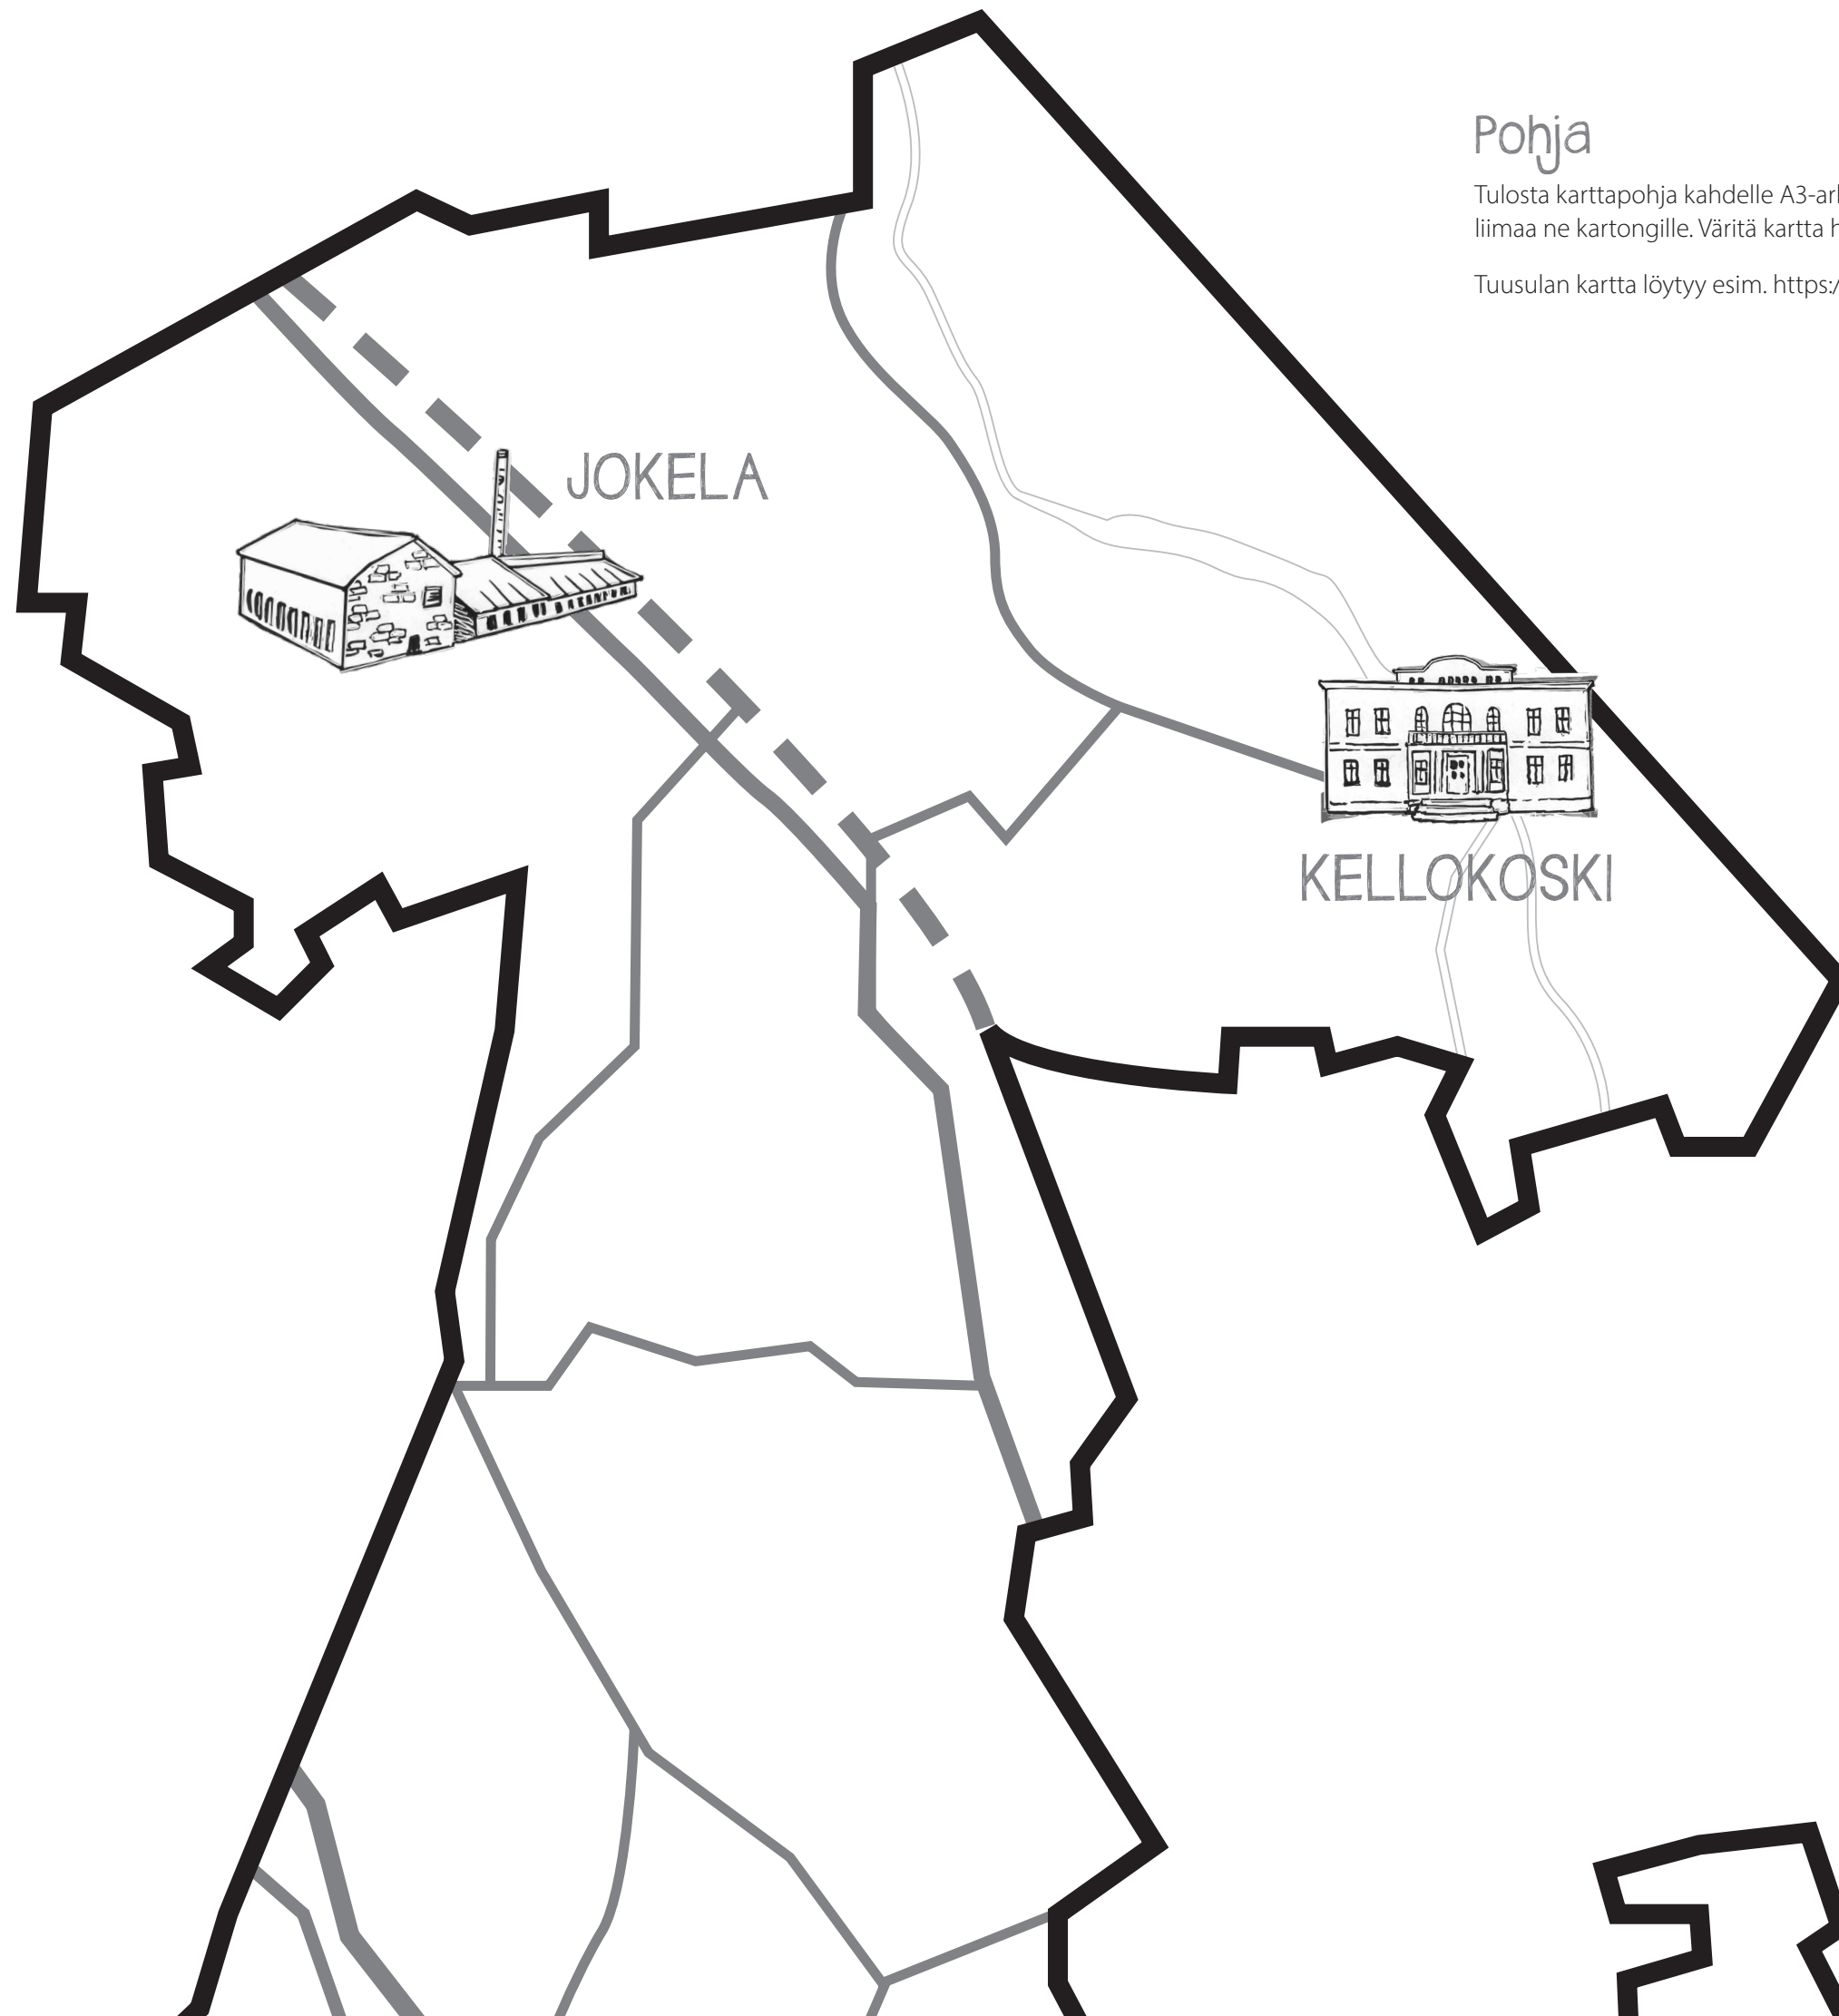 Pohja
Tulosta karttapohja kahdelle A3-ar
liimaa ne kartongille. Väritä kartta
Tuusulan kartta löytyy esim. https:/
JOKELA
KELLOKOSKI